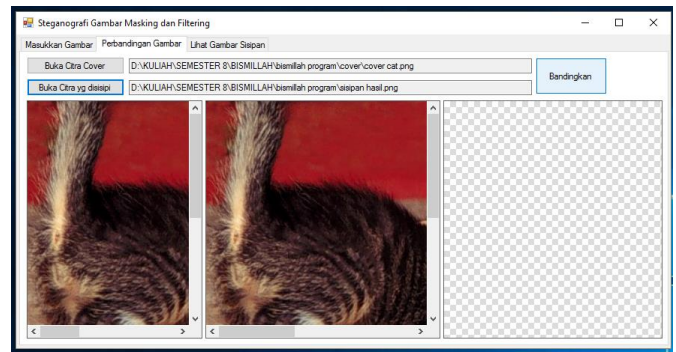 Steganografi Gambar Masking dan Filtering
Masukkan Gambar Perbandingan Gambar Lihat Gambar Sisipan
Buka Citra Cover D:\KULIAH\SEMESTER 8\BISMILLAH\bismillah program\cover\cover cat.png
Bandingkan
Buka Citra yg disisipi D:\KULIAH\SEMESTER 8\BISMILLAH\bismillah program\sisipan hasil.png